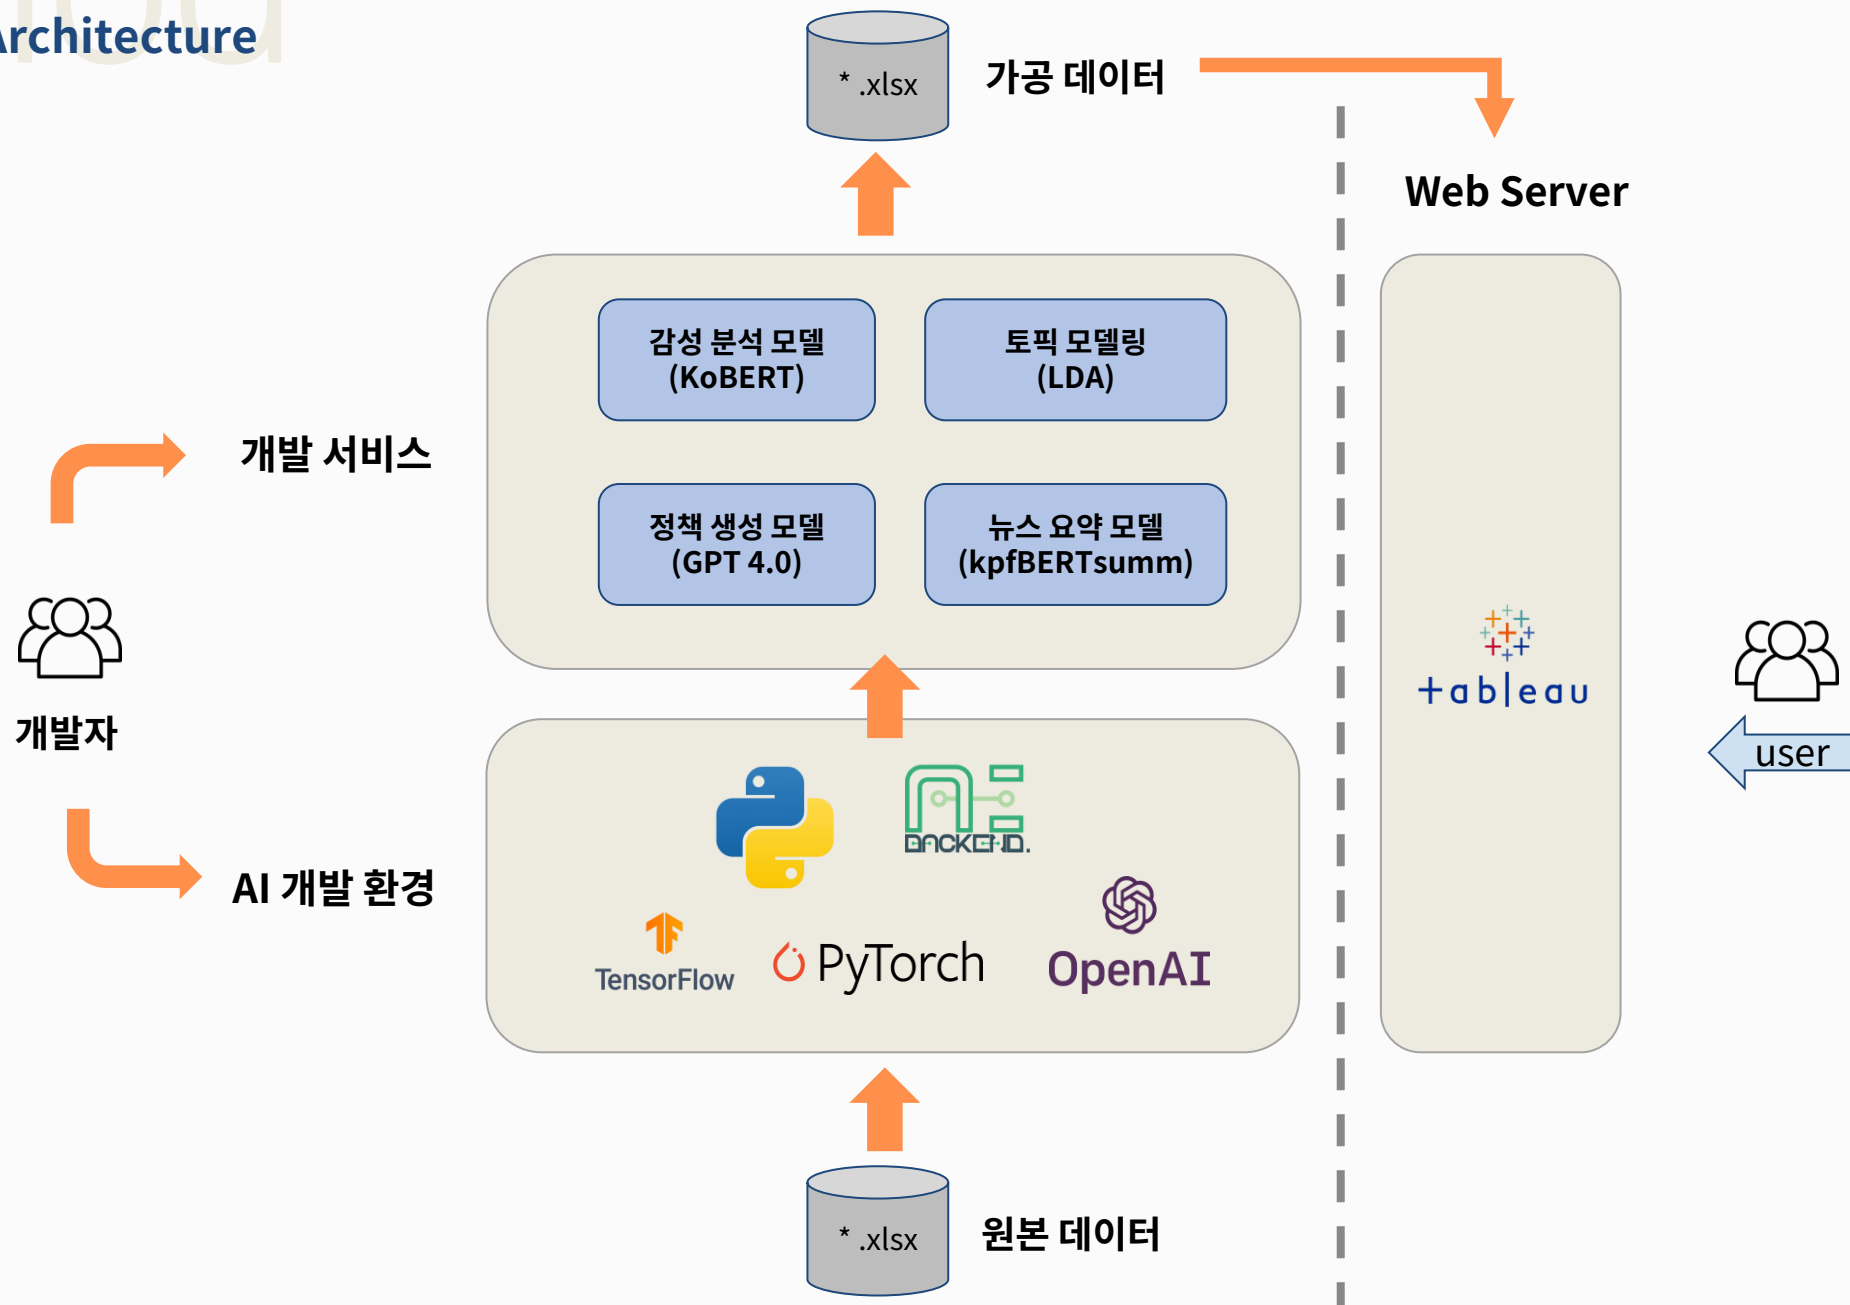 Architecture
* .xlsx
가공 데이터
Web Server
감성 분석 모델
(KoBERT)
토픽 모델링
(LDA)
개발 서비스
정책 생성 모델
(GPT 4.0)
뉴스 요약 모델
(kpfBERTsumm)
+ableau
개발자
user
BACKEND.
AI 개발 환경
TensorFlow
PyTorch
OpenAI
* .xlsx
원본 데이터